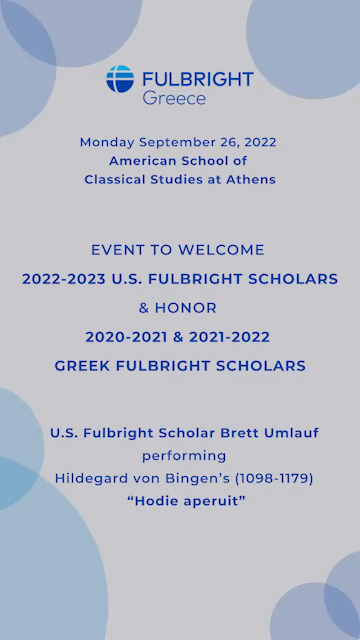 FULBRIGHT
Greece
Monday September 26, 2022
American School of
Classical Studies at Athens
EVENT TO WELCOME
2022-2023 U.S. FULBRIGHT SCHOLARS
& HONOR
2020-2021 & 2021-2022
GREEK FULBRIGHT SCHOLARS
U.S. Fulbright Scholar Brett Umlauf
performing
Hildegard von Bingen’s (1098-1179)
“Hodie aperuit”